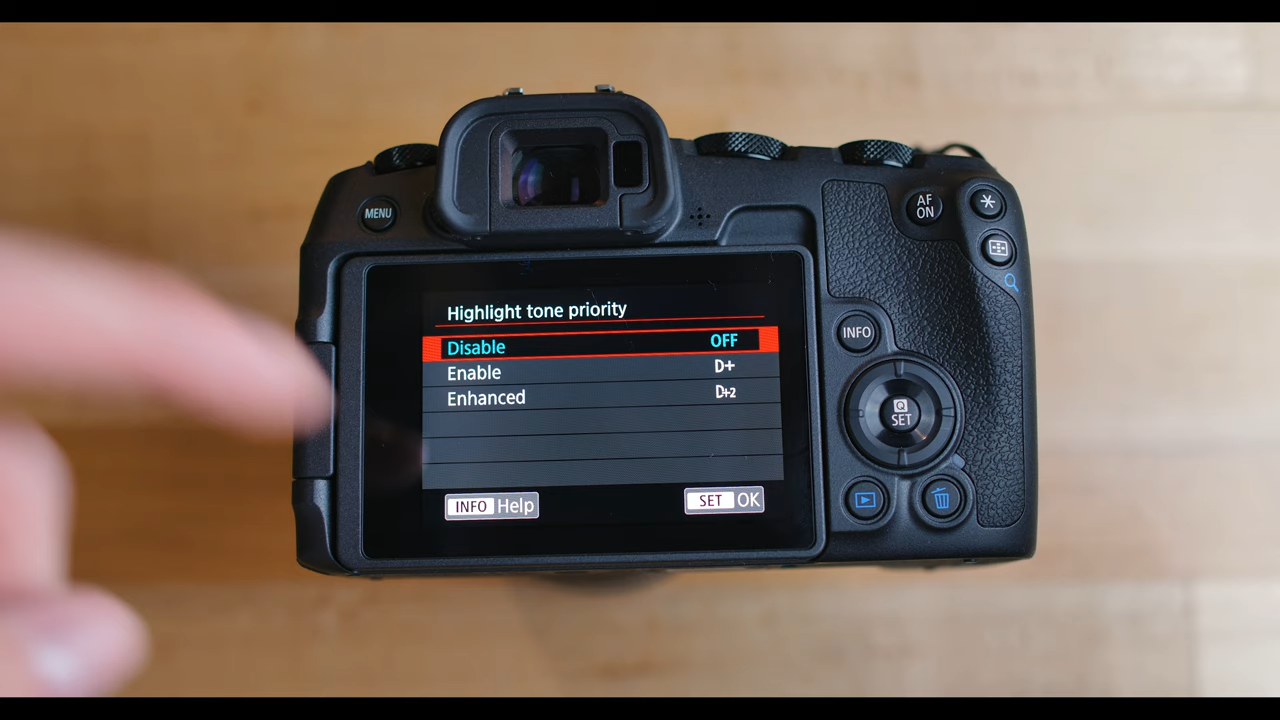 MENU
AF
ON
Highlight tone priority
Disable OFF
Enable D+
Enhanced D+2
INFO Help
SET OK
INFO
Q
SET